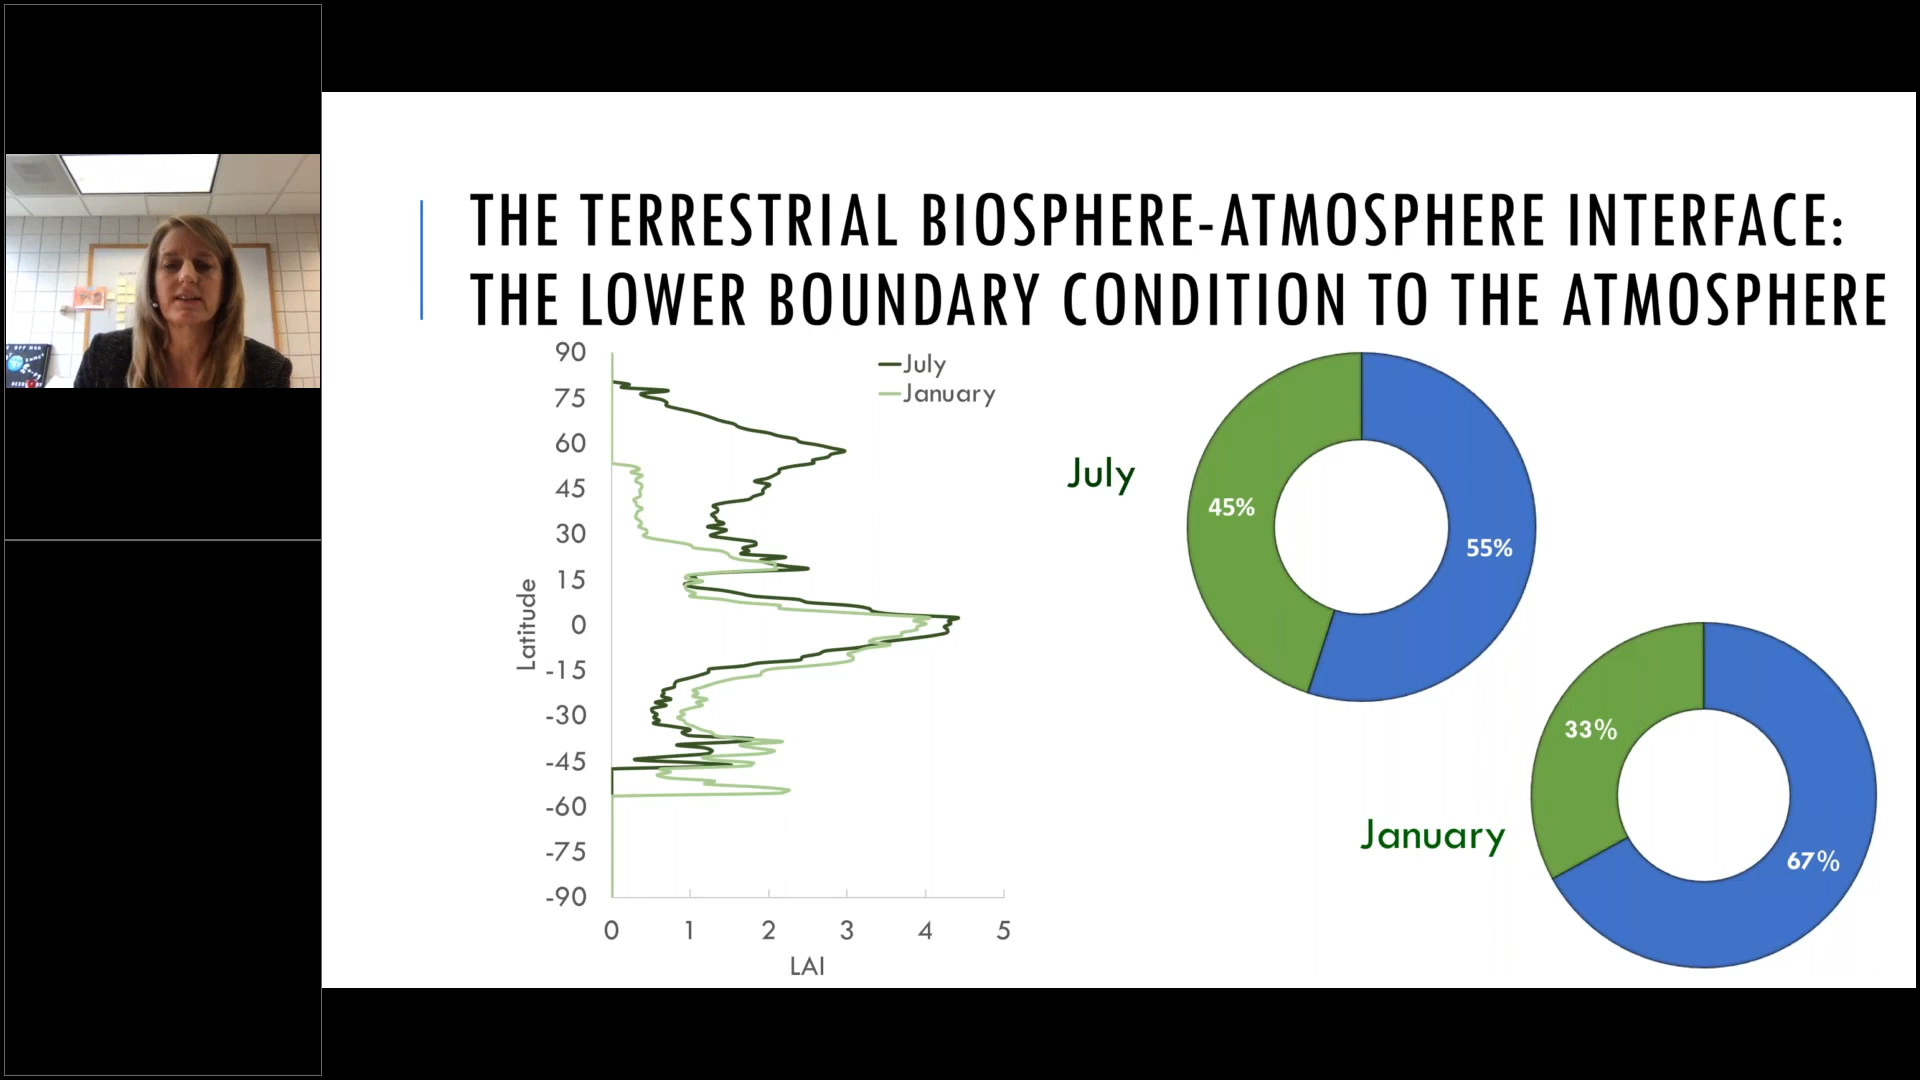 THE TERRESTRIAL BIOSPHERE-ATMOSPHERE INTERFACE:
THE LOWER BOUNDARY CONDITION TO THE ATMOSPHERE
90
75
60
45
30
15
0
-15
-30
-45
-60
-75
-90
Latitude
0 1 2 3 4 5
LAI
July
January
July
45%
55%
January
33%
67%